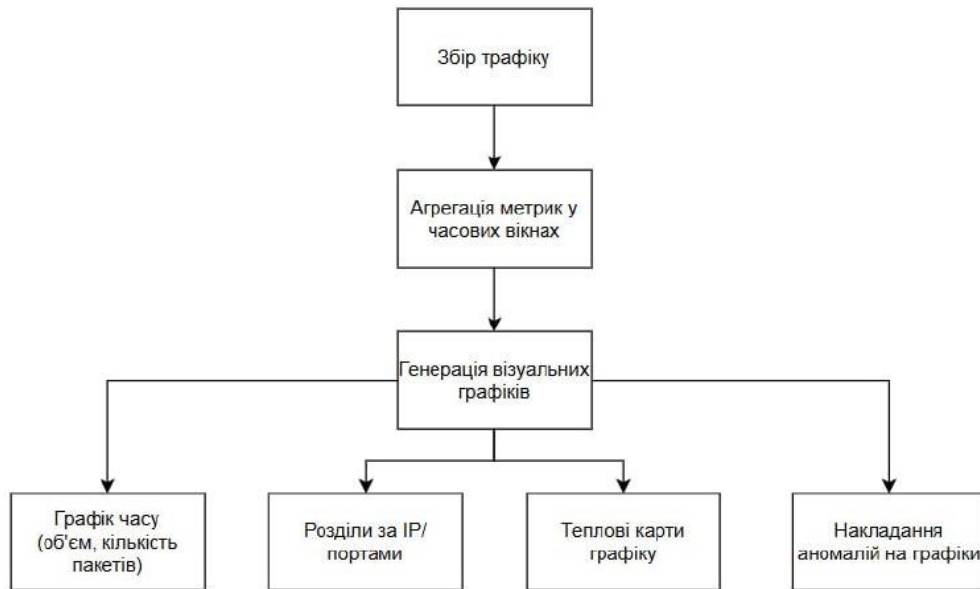 Збір трафіку
Агрегація метрик у
часових вікнах
Генерація візуальних
графіків
Графік часу
(об'єм, кількість
пакетів)
Розділи за IP/
портами
Теплові карти
графіку
Накладання
аномалій на графіки